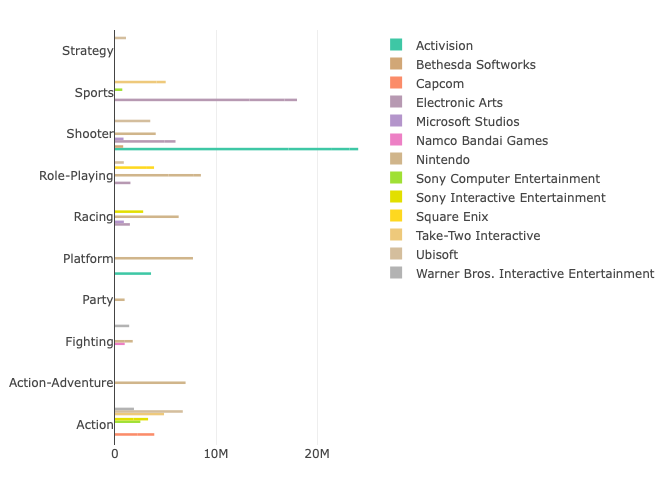 Strategy
Sports
Shooter
Role-Playing
Racing
Platform
Party
Fighting
Action-Adventure
Action
0
10M
20M
Activision
Bethesda Softworks
Capcom
Electronic Arts
Microsoft Studios
Namco Bandai Games
Nintendo
Sony Computer Entertainment
Sony Interactive Entertainment
Square Enix
Take-Two Interactive
Ubisoft
Warner Bros. Interactive Entertainment